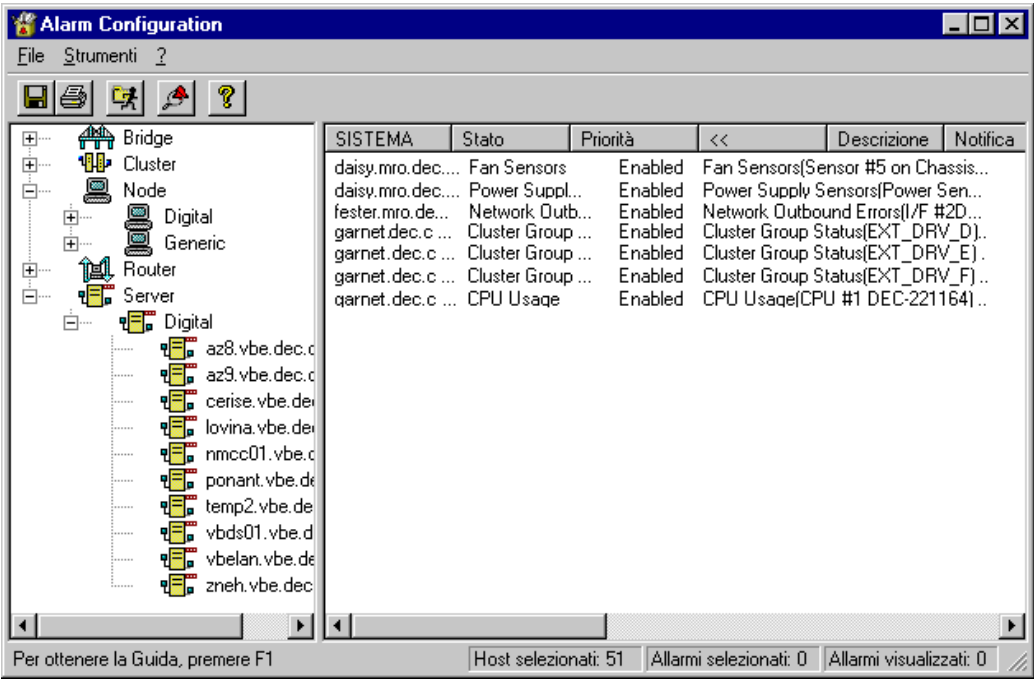 Alarm Configuration
File Strumenti ?
Bridge
Cluster
Node
Digital
Generic
Router
Server
Digital
az8.vbe.dec.c
az9.vbe.dec.c
cerise.vbe.de
lovina.vbe.de
nmcc01.vbe.c
ponant.vbe.de
temp2.vbe.de
vbds01.vbe.d
vbelan.vbe.de
zneh.vbe.dec
SISTEMA Stato Priorità << Descrizione Notifica
daisy.mro.dec.... Fan Sensors Enabled Fan Sensors(Sensor #5 on Chassis...
daisy.mro.dec.... Power Suppl... Enabled Power Supply Sensors(Power Sen...
fester.mro.de... Network Outb... Enabled Network Outbound Errors(I/F #2D...
garnet.dec.c ... Cluster Group ... Enabled Cluster Group Status(EXT_DRV_D)..
garnet.dec.c ... Cluster Group ... Enabled Cluster Group Status(EXT_DRV_E) .
garnet.dec.c ... Cluster Group ... Enabled Cluster Group Status(EXT_DRV_F) ..
garnet.dec.c ... CPU Usage Enabled CPU Usage(CPU #1 DEC-221164) ..
Per ottenere la Guida, premere F1 Host selezionati: 51 Allarmi selezionati: 0 Allarmi visualizzati: 0